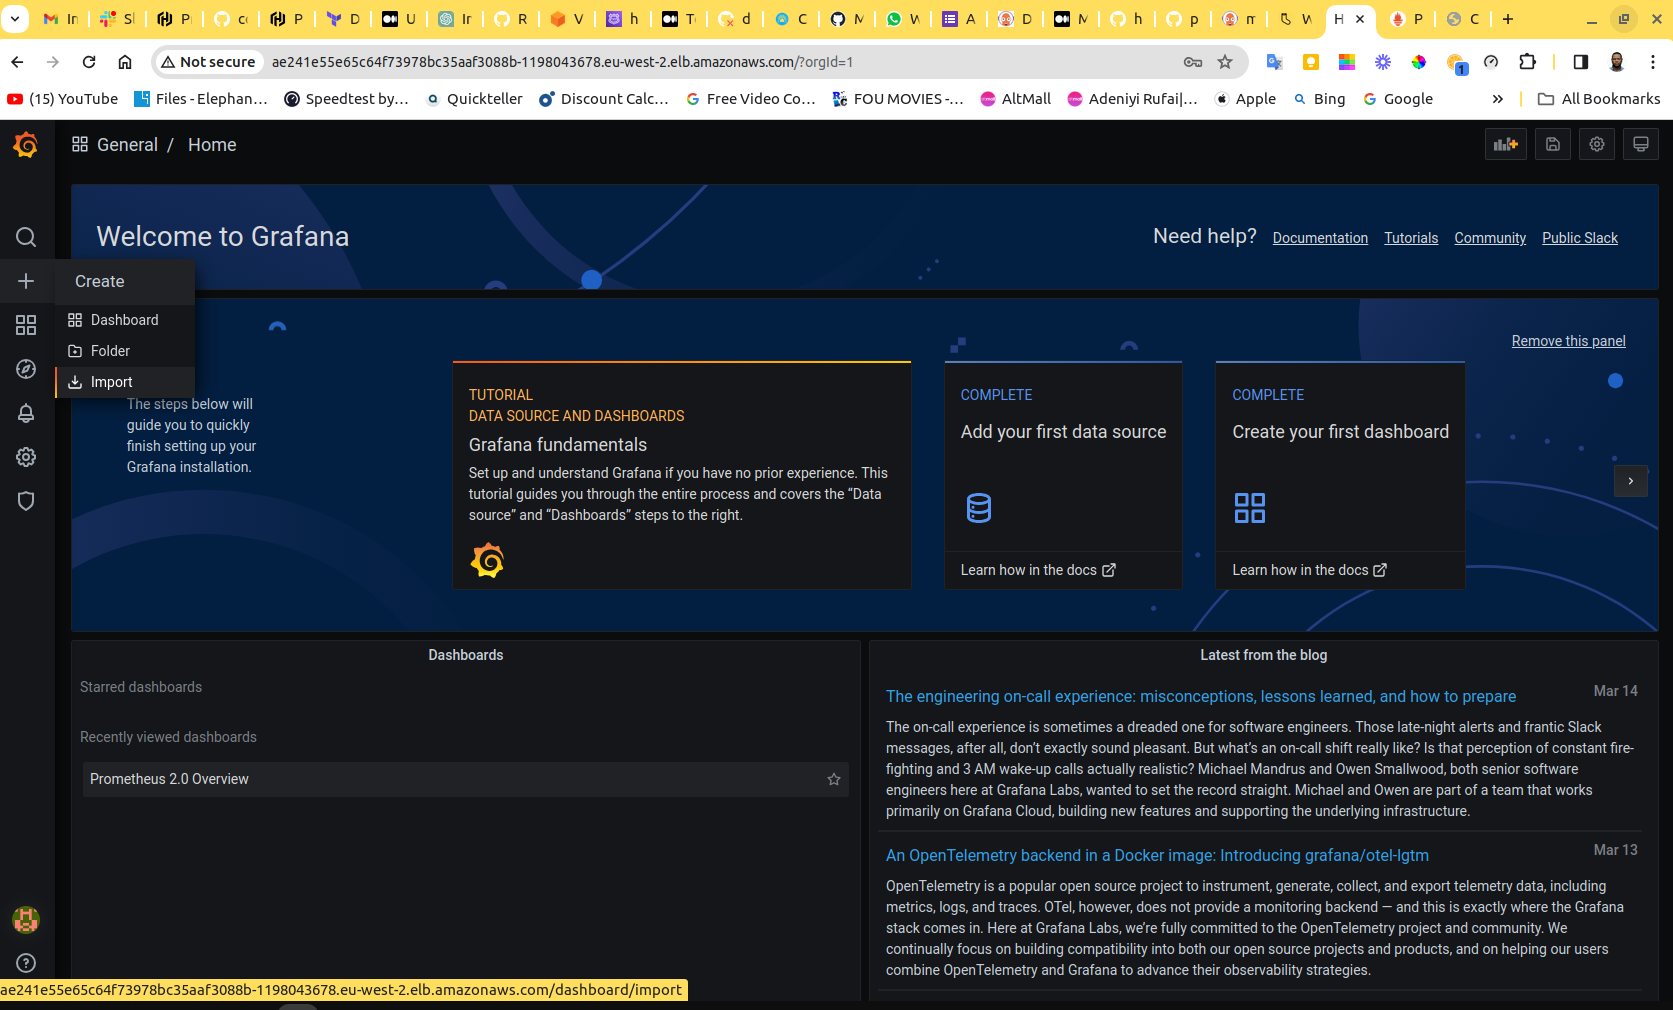 In
Sl
P
co
P
D
U
In
R
V
h
To
d
C
M
W
A
D
M
h
p
m
W
H
P
C
Not secure
ae241e55e65c64f73978bc35aaf3088b-1198043678.eu-west-2.elb.amazonaws.com/?orgId=1
1
(15) YouTube
Files - Elephan…
Speedtest by…
Quickteller
Discount Calc…
Free Video Co…
FOU MOVIES -…
AltMall
Adeniyi Rufai|…
Apple
Bing
Google
All Bookmarks
General / Home
Welcome to Grafana
Need help?
Documentation
Tutorials
Community
Public Slack
Create
Dashboard
Folder
Import
Remove this panel
The steps below will
guide you to quickly
finish setting up your
Grafana installation.
TUTORIAL
DATA SOURCE AND DASHBOARDS
Grafana fundamentals
Set up and understand Grafana if you have no prior experience. This
tutorial guides you through the entire process and covers the “Data
source” and “Dashboards” steps to the right.
COMPLETE
Add your first data source
Learn how in the docs
COMPLETE
Create your first dashboard
Learn how in the docs
Dashboards
Starred dashboards
Recently viewed dashboards
Prometheus 2.0 Overview
Latest from the blog
The engineering on-call experience: misconceptions, lessons learned, and how to prepare
Mar 14
The on-call experience is sometimes a dreaded one for software engineers. Those late-night alerts and frantic Slack
messages, after all, don’t exactly sound pleasant. But what’s an on-call shift really like? Is that perception of constant fire-
fighting and 3 AM wake-up calls actually realistic? Michael Mandrus and Owen Smallwood, both senior software
engineers here at Grafana Labs, wanted to set the record straight. Michael and Owen are part of a team that works
primarily on Grafana Cloud, building new features and supporting the underlying infrastructure.
An OpenTelemetry backend in a Docker image: Introducing grafana/otel-lgtm
Mar 13
OpenTelemetry is a popular open source project to instrument, generate, collect, and export telemetry data, including
metrics, logs, and traces. OTel, however, does not provide a monitoring backend — and this is exactly where the Grafana
stack comes in. Here at Grafana Labs, we’re fully committed to the OpenTelemetry project and community. We
continually focus on building compatibility into both our open source projects and products, and on helping our users
combine OpenTelemetry and Grafana to advance their observability strategies.
ae241e55e65c64f73978bc35aaf3088b-1198043678.eu-west-2.elb.amazonaws.com/dashboard/import